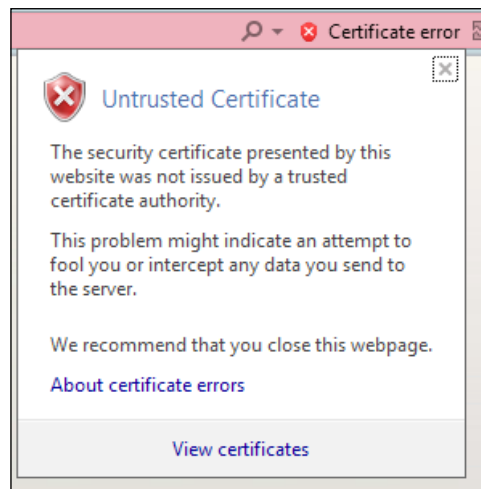 Certificate error
Untrusted Certificate
The security certificate presented by this
website was not issued by a trusted
certificate authority.
This problem might indicate an attempt to
fool you or intercept any data you send to
the server.
We recommend that you close this webpage.
About certificate errors
View certificates